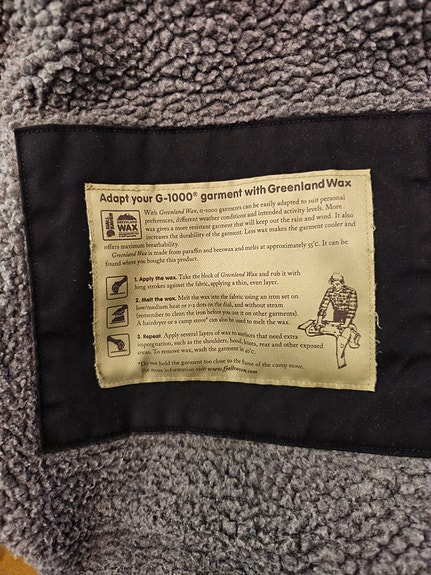 Adapt your G-1000® garment with Greenland Wax
FJÄLL RÄVEN
GREENLAND
WAX
With Greenland Wax, G-1000 garments can be easily adapted to suit personal
preferences, different weather conditions and intended activity levels. More
wax gives a more resistant garment that will keep out the rain and wind. It also
increases the durability of the garment. Less wax makes the garment cooler and
offers maximum breathability.
Greenland Wax is made from paraffin and beeswax and melts at approximately 55°C. It can be
found where you bought this product.
1. Apply the wax. Take the block of Greenland Wax and rub it with
long strokes against the fabric, applying a thin, even layer.
2. Melt the wax. Melt the wax into the fabric using an iron set on
low/medium heat or 1-2 dots on the dial, and without steam
(remember to clean the iron before you use it on other garments).
A hairdryer or a camp stove* can also be used to melt the wax.
3. Repeat. Apply several layers of wax to surfaces that need extra
impregnation, such as the shoulders, hood, knees, rear and other exposed
areas. To remove wax, wash the garment in 40°C.
*Do not hold the garment too close to the flame of the camp stove.
For more information visit www.fjallraven.com